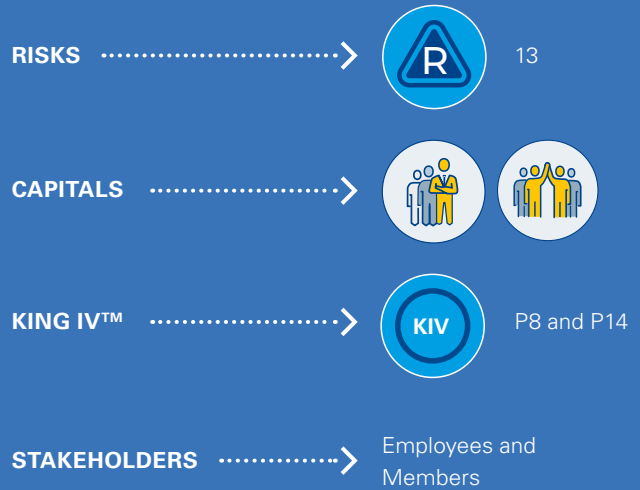 RISKS R 13
CAPITALS
KING IV™ KIV P8 and P14
STAKEHOLDERS Employees and
Members